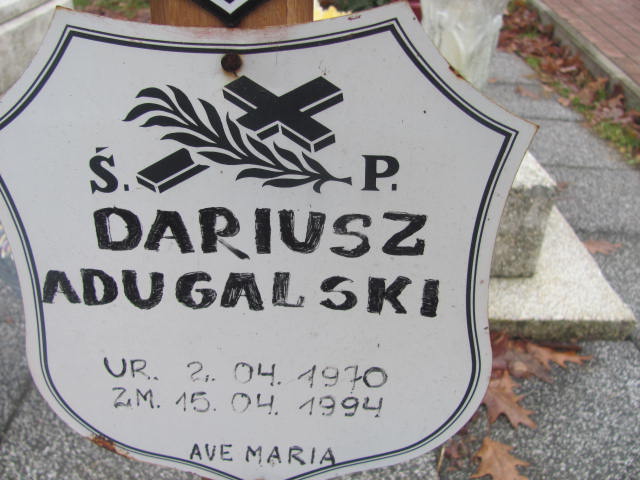 Ś. P.
DARIUSZ
ADUGALSKI
UR. 2. 04. 1970
ZM. 15. 04. 1994
AVE MARIA